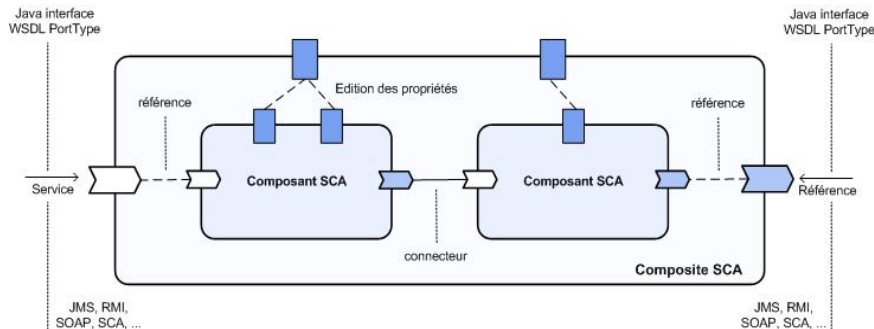 Java interface
WSDL PortType
Java interface
WSDL PortType
Edition des propriétés
référence
référence
Composant SCA
Composant SCA
Service
Référence
connecteur
Composite SCA
JMS, RMI,
SOAP, SCA, ...
JMS, RMI,
SOAP, SCA, ...